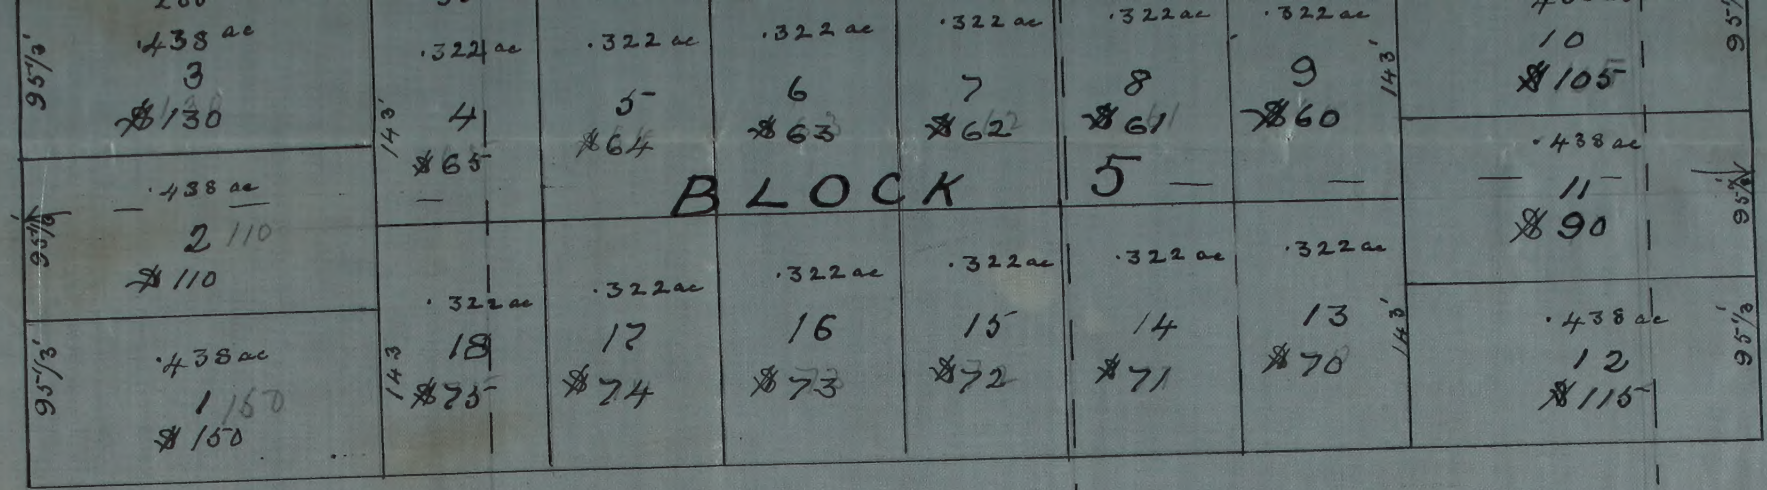 .438 ac
3
$130
95 1/3'
.322 ac
4
$65
143'
.322 ac
5
$64
.322 ac
6
$63
.322 ac
7
$62
.322 ac
8
$61
.322 ac
9
$60
143'
10
$105
.438 ac
2 110
$110
95 1/3'
BLOCK 5
.438 ac
11
$90
95 1/3'
.438 ac
1 150
$150
95 1/3'
.322 ac
18
$75
143
.322 ac
17
$74
.322 ac
16
$73
.322 ac
15
$72
.322 ac
14
$71
.322 ac
13
$70
143'
.438 ac
12
$115
95 1/3'